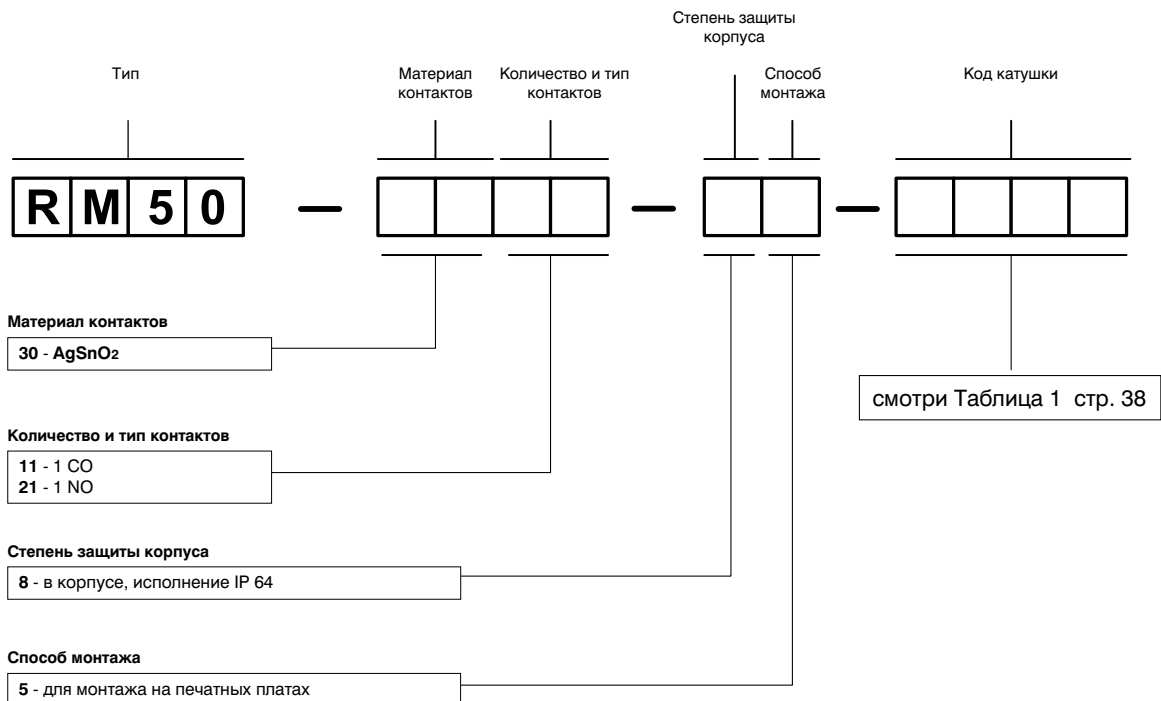 Степень защиты
корпуса
Тип
Материал
контактов
Количество и тип
контактов
Способ
монтажа
Код катушки
RM50 – –  –
Материал контактов
30 - AgSnO2
смотри Таблица 1 стр. 38
Количество и тип контактов
11 - 1 CO
21 - 1 NO
Степень защиты корпуса
8 - в корпусе, исполнение IP 64
Способ монтажа
5 - для монтажа на печатных платах